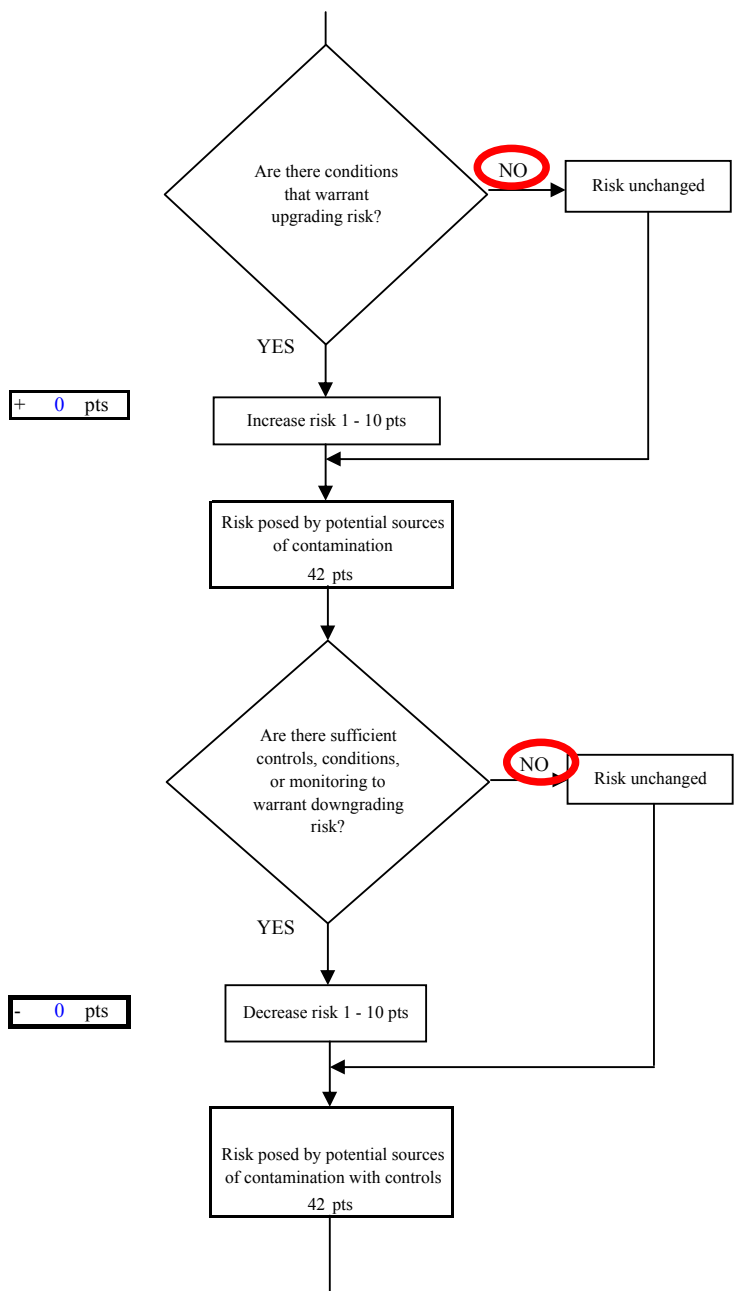 Are there conditions
that warrant
upgrading risk?
NO
Risk unchanged
YES
+ 0 pts
Increase risk 1 - 10 pts
Risk posed by potential sources
of contamination
42 pts
Are there sufficient
controls, conditions,
or monitoring to
warrant downgrading
risk?
NO
Risk unchanged
YES
- 0 pts
Decrease risk 1 - 10 pts
Risk posed by potential sources
of contamination with controls
42 pts